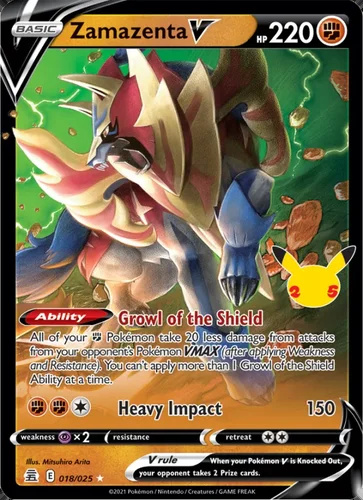 BASIC Zamazenta V HP 220
25
Ability Growl of the Shield
All of your Pokémon take 20 less damage from attacks
from your opponent's Pokémon VMAX (after applying Weakness
and Resistance). You can't apply more than 1 Growl of the Shield
Ability at a time.
Heavy Impact 150
weakness ×2 resistance retreat
Illus. Mitsuhiro Arita
V rule When your Pokémon V is Knocked Out,
your opponent takes 2 Prize cards.
E 018/025
©2021 Pokémon / Nintendo / Creatures / GAME FREAK